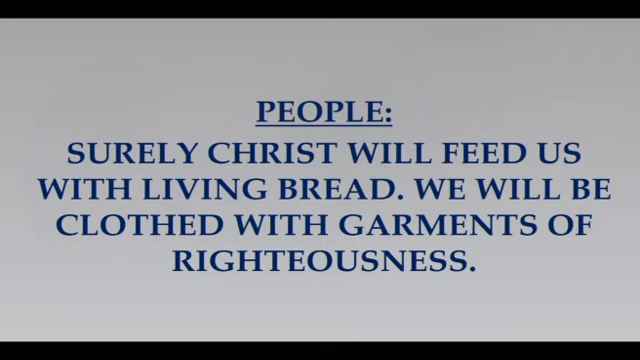 PEOPLE:
SURELY CHRIST WILL FEED US
WITH LIVING BREAD. WE WILL BE
CLOTHED WITH GARMENTS OF
RIGHTEOUSNESS.